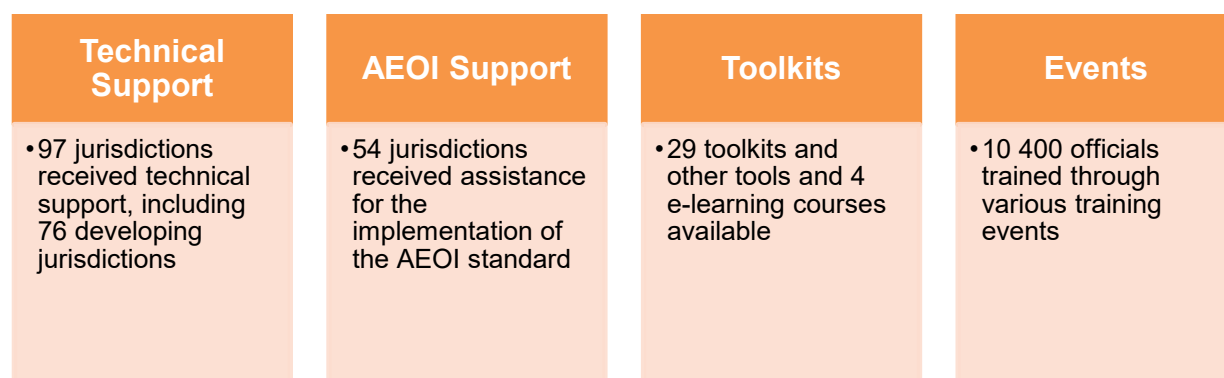 Technical
Support
•97 jurisdictions
received technical
support, including
76 developing
jurisdictions
AEOI Support
•54 jurisdictions
received assistance
for the
implementation of
the AEOI standard
Toolkits
•29 toolkits and
other tools and 4
e-learning courses
available
Events
•10 400 officials
trained through
various training
events